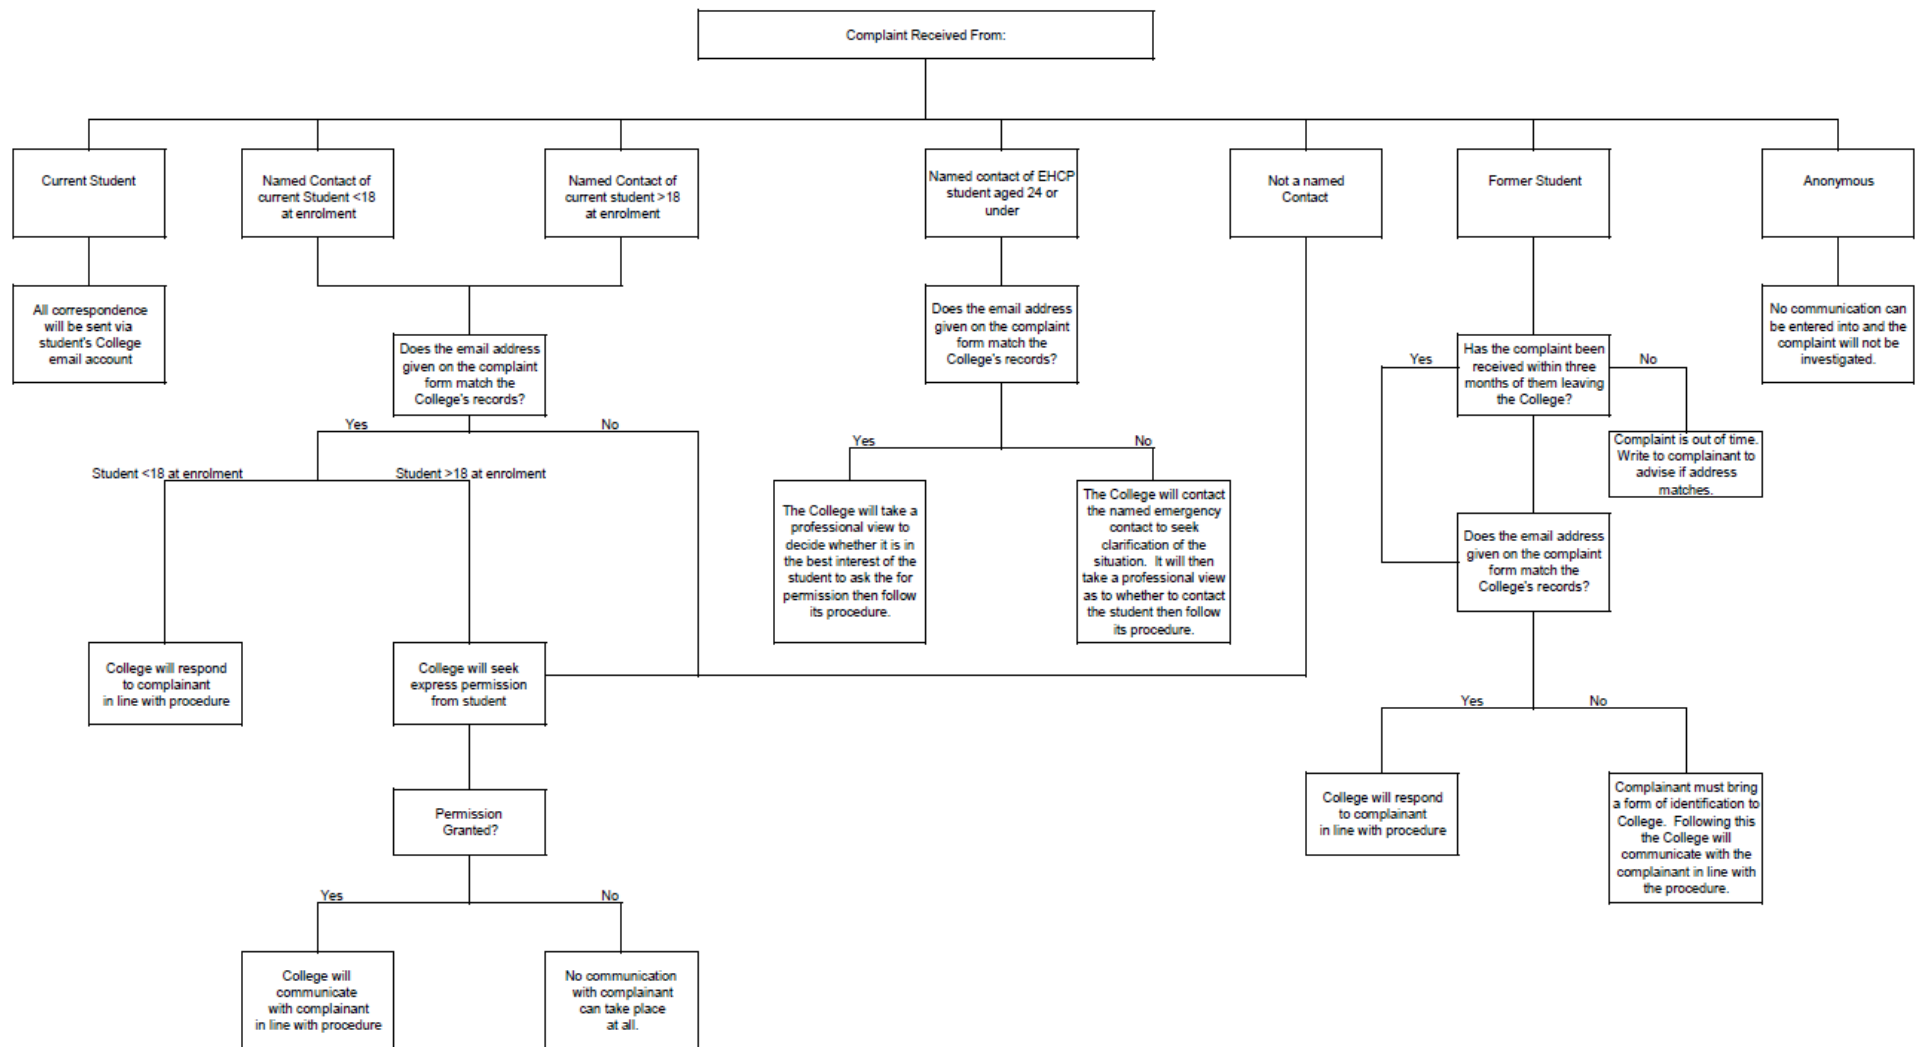 Complaint Received From:
Current Student
Named Contact of
current Student <18
at enrolment
Named Contact of
current student >18
at enrolment
Named contact of EHCP
student aged 24 or
under
Not a named
Contact
Former Student
Anonymous
All correspondence
will be sent via
student's College
email account
Does the email address
given on the complaint
form match the
College's records?
Does the email address
given on the complaint
form match the
College's records?
Yes
Has the complaint been
received within three
months of them leaving
the College?
No
No communication can
be entered into and the
complaint will not be
investigated.
Yes
No
Student <18 at enrolment
Student >18 at enrolment
Yes
No
Complaint is out of time.
Write to complainant to
advise if address
matches.
The College will take a
professional view to
decide whether it is in
the best interest of the
student to ask the for
permission then follow
its procedure.
The College will contact
the named emergency
contact to seek
clarification of the
situation. It will then
take a professional view
as to whether to contact
the student then follow
its procedure.
Does the email address
given on the complaint
form match the
College's records?
College will respond
to complainant
in line with procedure
College will seek
express permission
from student
Yes
No
Permission
Granted?
College will respond
to complainant
in line with procedure
Complainant must bring
a form of identification to
College. Following this
the College will
communicate with the
complainant in line with
the procedure.
Yes
No
College will
communicate
with complainant
in line with procedure
No communication
with complainant
can take place
at all.